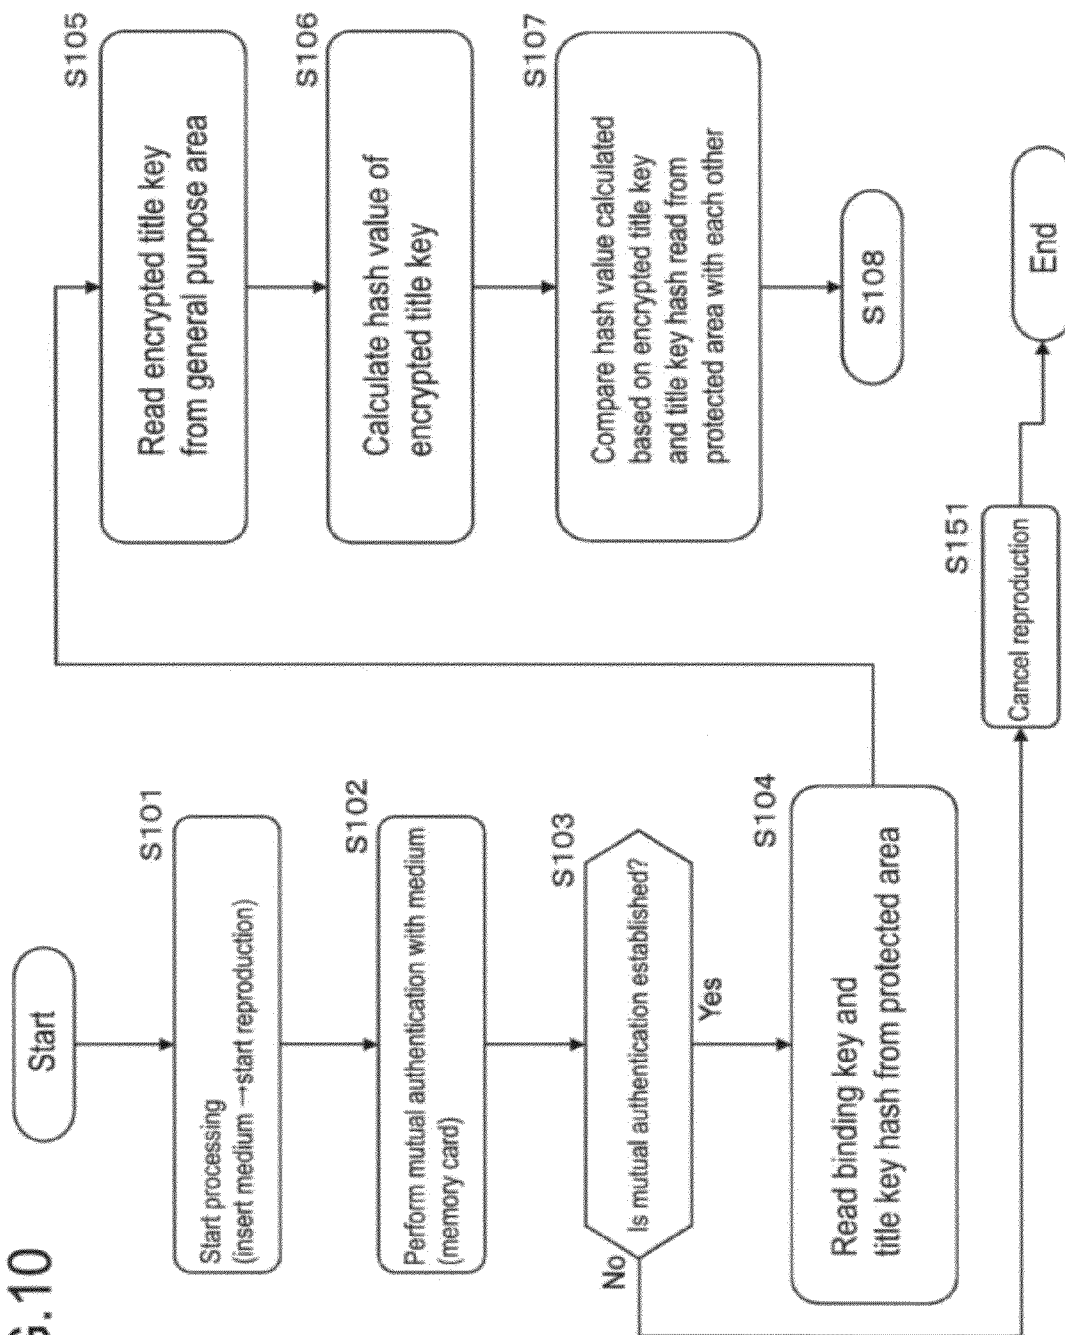 G.10
Start
S101
Start processing
(insert medium →start reproduction)
S102
Perform mutual authentication with medium
(memory card)
S103
Is mutual authentication established?
No
Yes
S104
Read binding key and
title key hash from protected area
S105
Read encrypted title key
from general purpose area
S106
Calculate hash value of
encrypted title key
S107
Compare hash value calculated
based on encrypted title key
and title key hash read from
protected area with each other
S108
S151
Cancel reproduction
End